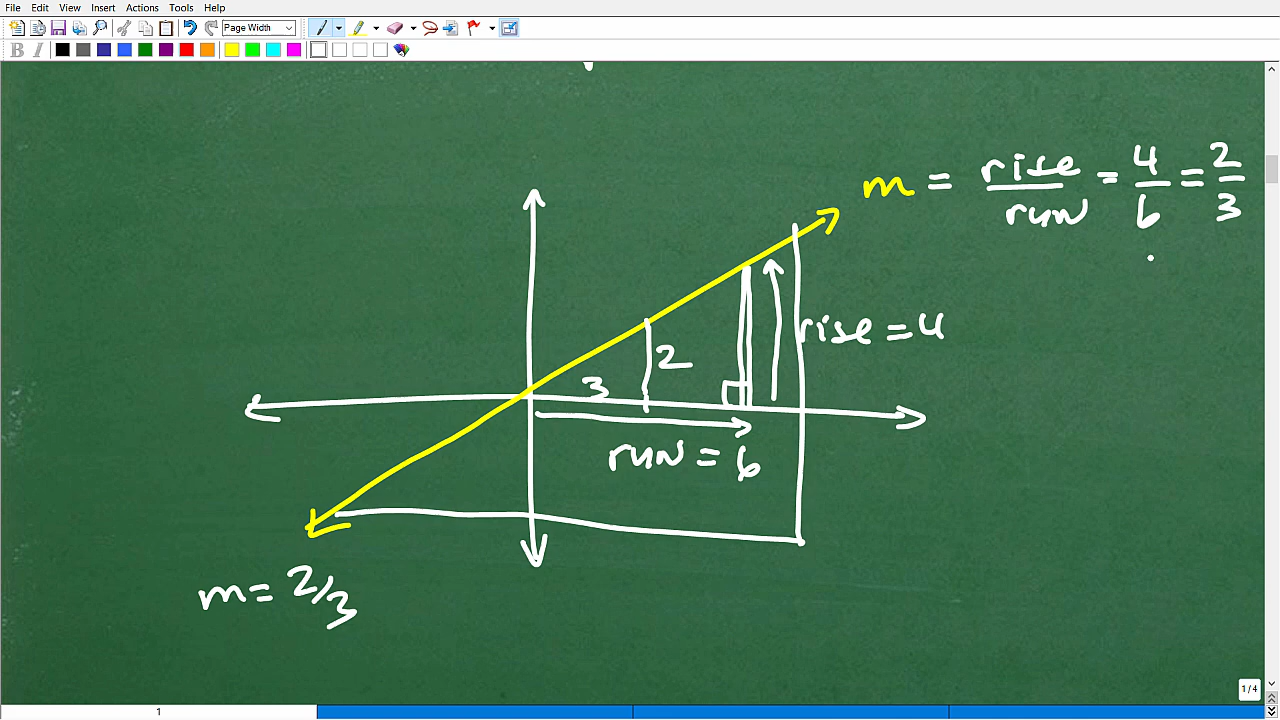 File Edit View Insert Actions Tools Help
Page Width
B I
m = rise/run = 4/6 = 2/3
rise = 4
2
3
run = 6
m = 2/3
1/4
1